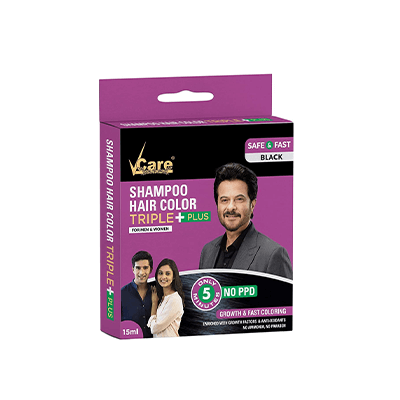 SHAMPOO HAIR COLOR TRIPLE+ PLUS
VCare
SAFE & FAST
BLACK
SHAMPOO
HAIR COLOR
TRIPLE+ PLUS
FOR MEN & WOMEN
ONLY
5
MINUTES
NO PPD
GROWTH & FAST COLORING
ENRICHED WITH GROWTH FACTORS & ANTI-OXIDANTS
NO AMMONIA, NO PARABEN
15ml